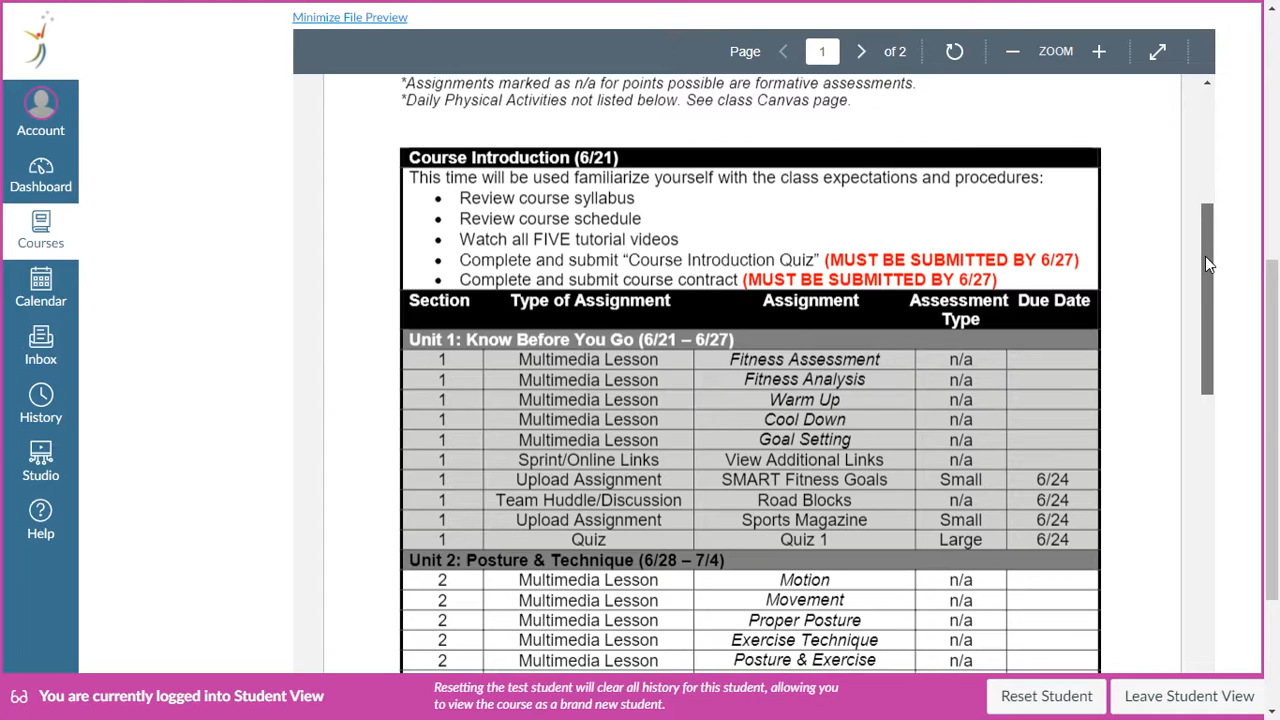 Minimize File Preview
Page 1 of 2 ZOOM
*Assignments marked as n/a for points possible are formative assessments.
*Daily Physical Activities not listed below. See class Canvas page.
Account
Dashboard
Courses
Calendar
Inbox
History
Studio
Help
Course Introduction (6/21)
This time will be used familiarize yourself with the class expectations and procedures:
• Review course syllabus
• Review course schedule
• Watch all FIVE tutorial videos
• Complete and submit “Course Introduction Quiz” (MUST BE SUBMITTED BY 6/27)
• Complete and submit course contract (MUST BE SUBMITTED BY 6/27)
Section Type of Assignment Assignment Assessment Type Due Date
Unit 1: Know Before You Go (6/21 – 6/27)
1 Multimedia Lesson Fitness Assessment n/a
1 Multimedia Lesson Fitness Analysis n/a
1 Multimedia Lesson Warm Up n/a
1 Multimedia Lesson Cool Down n/a
1 Multimedia Lesson Goal Setting n/a
1 Sprint/Online Links View Additional Links n/a
1 Upload Assignment SMART Fitness Goals Small 6/24
1 Team Huddle/Discussion Road Blocks n/a 6/24
1 Upload Assignment Sports Magazine Small 6/24
1 Quiz Quiz 1 Large 6/24
Unit 2: Posture & Technique (6/28 – 7/4)
2 Multimedia Lesson Motion n/a
2 Multimedia Lesson Movement n/a
2 Multimedia Lesson Proper Posture n/a
2 Multimedia Lesson Exercise Technique n/a
2 Multimedia Lesson Posture & Exercise n/a
You are currently logged into Student View
Resetting the test student will clear all history for this student, allowing you
to view the course as a brand new student.
Reset Student
Leave Student View